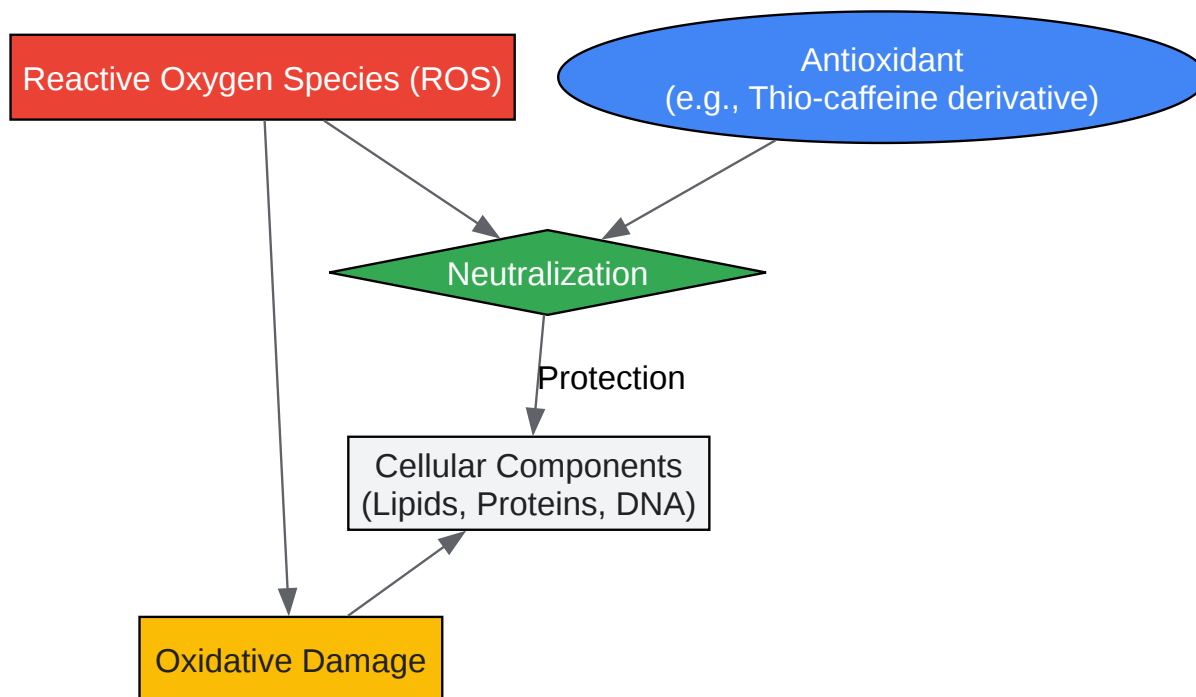 Reactive Oxygen Species (ROS)
Antioxidant
(e.g., Thio-caffeine derivative)
Neutralization
Protection
Cellular Components
(Lipids, Proteins, DNA)
Oxidative Damage